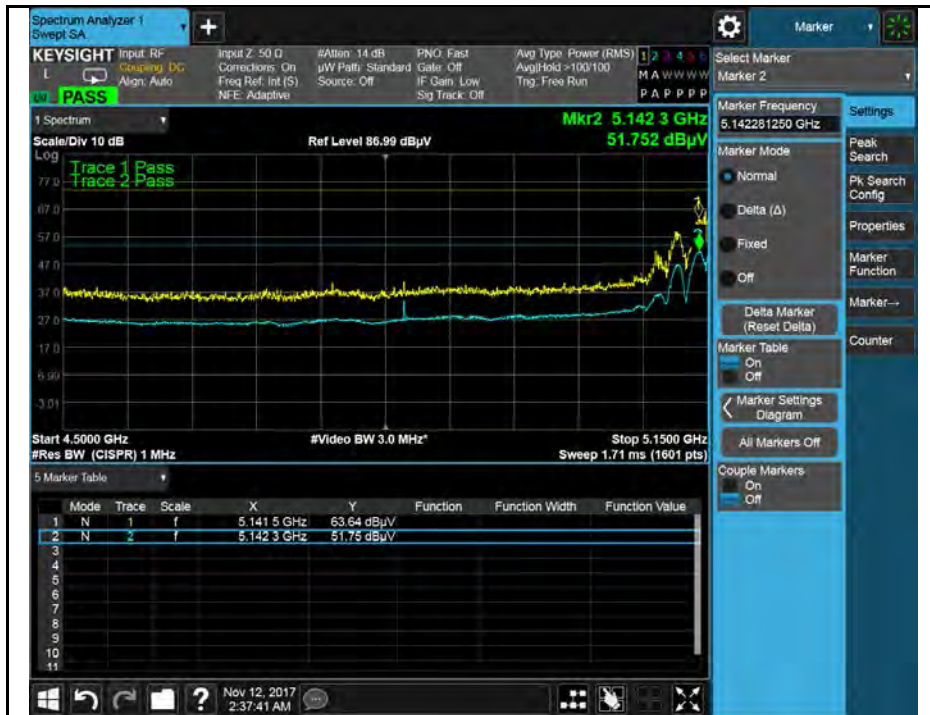 Spectrum Analyzer 1
Swept SA
+
Marker
KEYSIGHT Input: RF Input Z: 50 Ω #Atten: 14 dB PNO: Fast Avg Type: Power (RMS) 1 2 3 4 5 6
L Coupling: DC Corrections: On µW Path: Standard Gate: Off Avg|Hold >100/100 M A W W W W
Align: Auto Freq Ref: Int (S) Source: Off IF Gain: Low Trig: Free Run P A P P P P
PASS NFE: Adaptive Sig Track: Off
Select Marker
Marker 2
1 Spectrum Mkr2 5.142 3 GHz
Scale/Div 10 dB Ref Level 86.99 dBµV 51.752 dBµV
Log
Trace 1 Pass
Trace 2 Pass
77.0
67.0
57.0
47.0
37.0
27.0
17.0
6.99
-3.01
Start 4.5000 GHz #Video BW 3.0 MHz* Stop 5.1500 GHz
#Res BW (CISPR) 1 MHz Sweep 1.71 ms (1601 pts)
5 Marker Table
Mode Trace Scale X Y Function Function Width Function Value
1 N 1 f 5.141 5 GHz 63.64 dBµV
2 N 2 f 5.142 3 GHz 51.75 dBµV
3
4
5
6
7
8
9
10
11
Marker Frequency
5.142281250 GHz
Marker Mode
Normal
Delta (Δ)
Fixed
Off
Delta Marker
(Reset Delta)
Marker Table
On
Off
Marker Settings
Diagram
All Markers Off
Couple Markers
On
Off
Settings
Peak
Search
Pk Search
Config
Properties
Marker
Function
Marker→
Counter
? Nov 12, 2017
2:37:41 AM